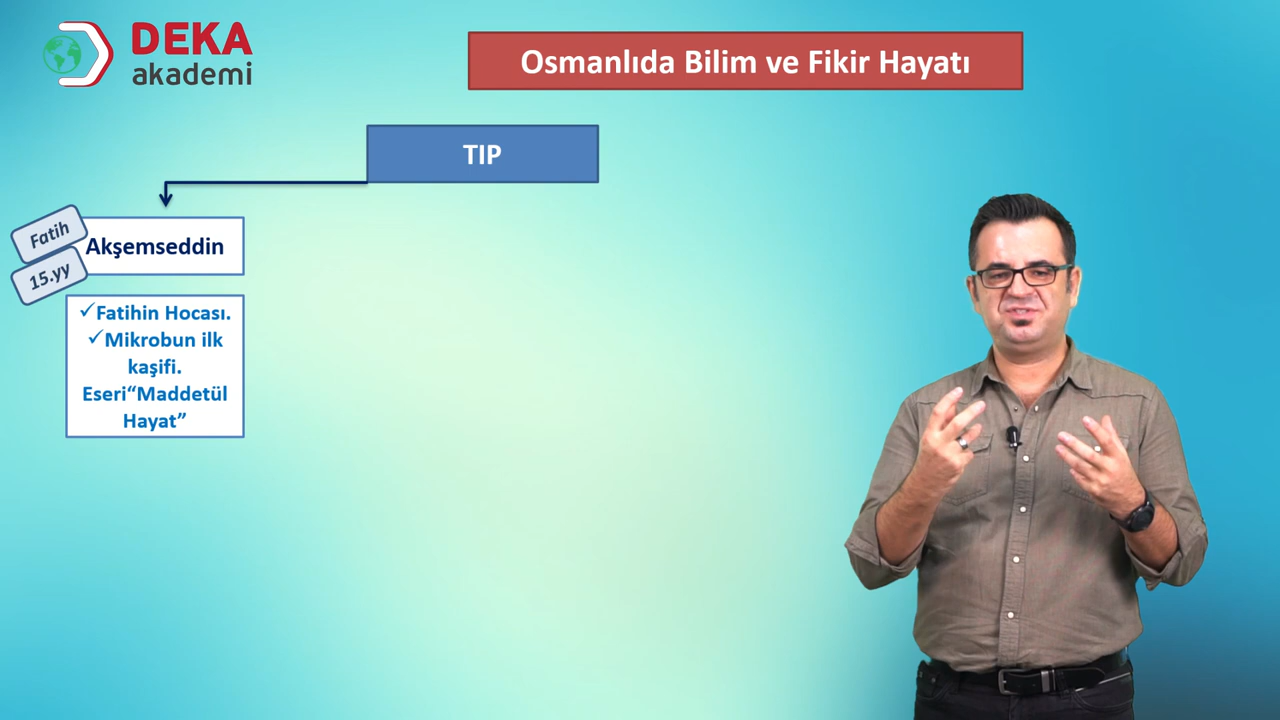 DEKA
akademi
Osmanlıda Bilim ve Fikir Hayatı
TIP
Fatih
15.yy
Akşemseddin
✓Fatihin Hocası.
✓Mikrobun ilk
kaşifi.
Eseri“Maddetül
Hayat”